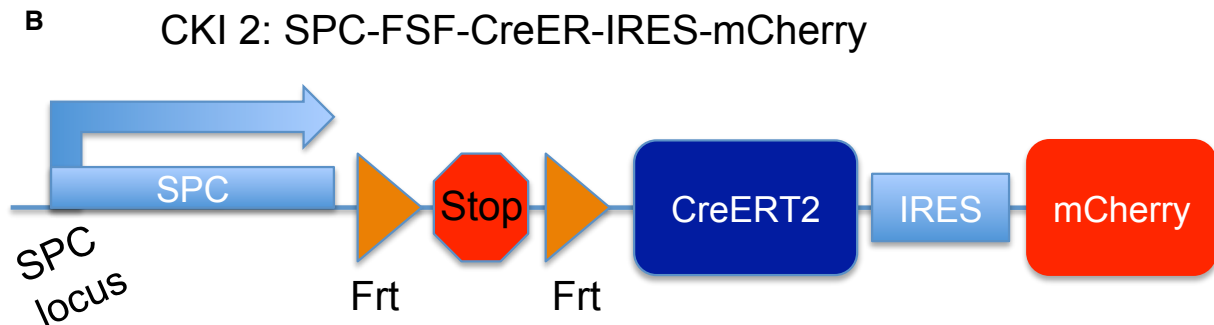 B
CKI 2: SPC-FSF-CreER-IRES-mCherry
SPC
Stop
CreERT2
IRES
mCherry
SPC
locus
Frt
Frt